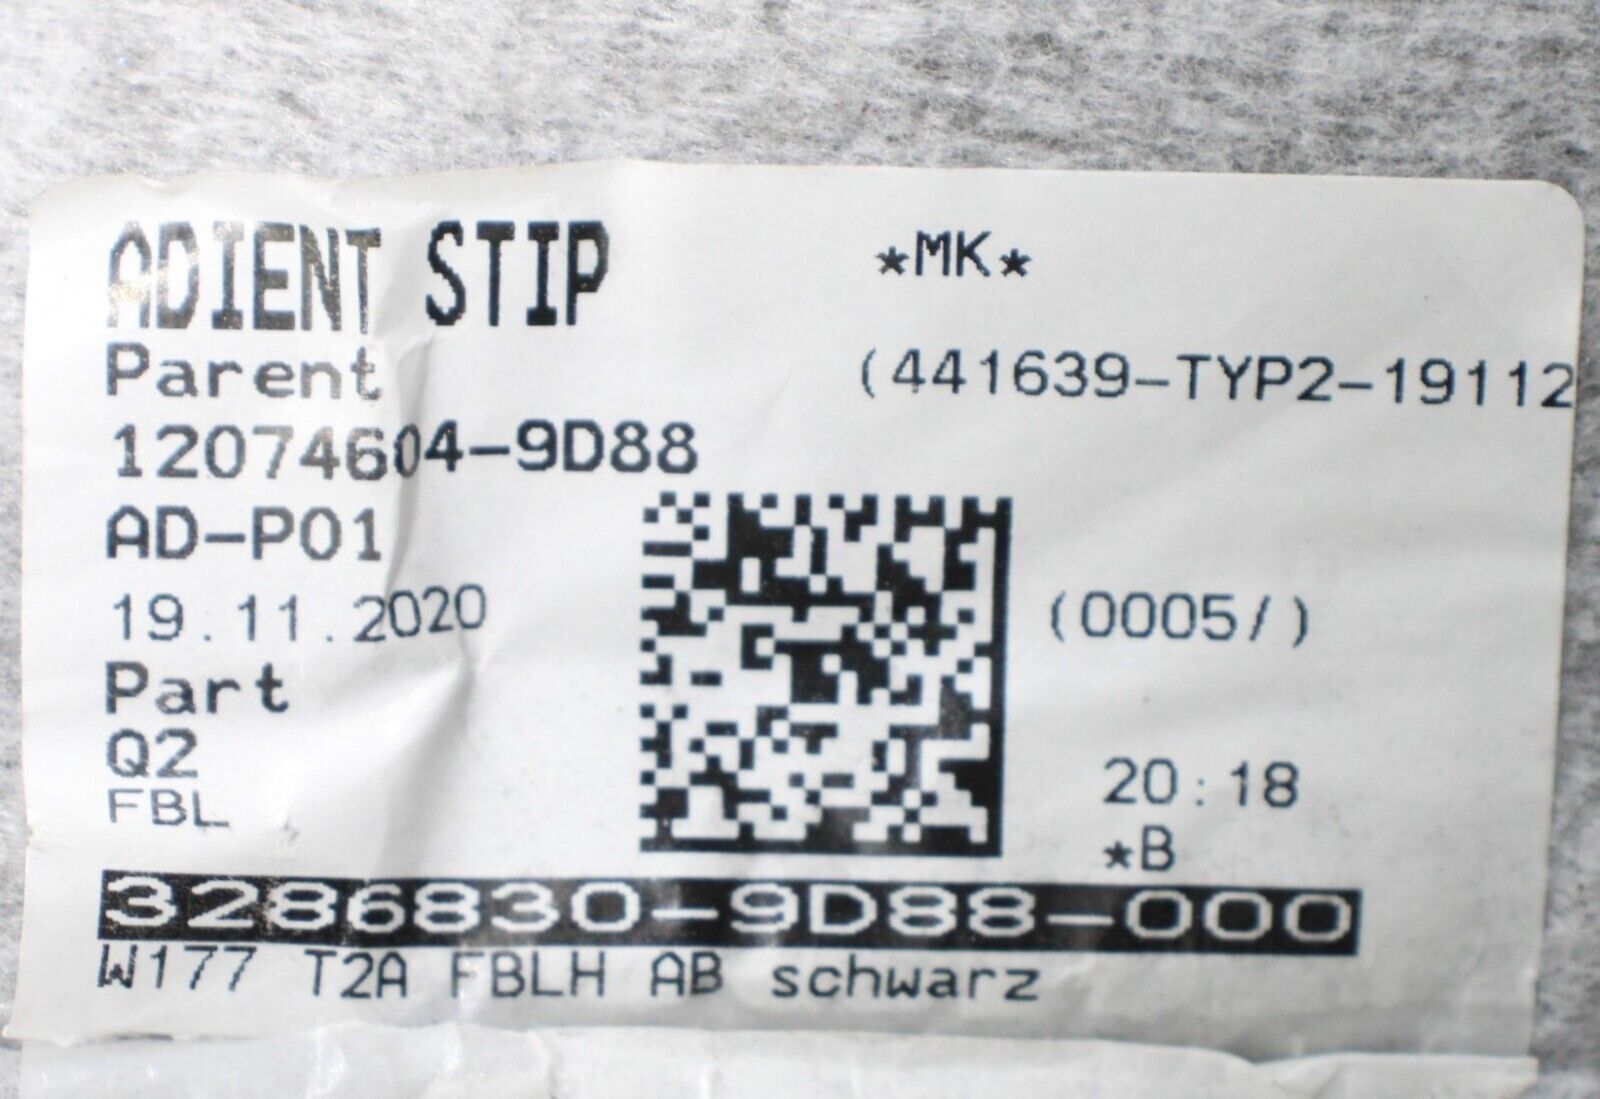 ADIENT STIP *MK*
Parent (441639-TYP2-19112
12074604-9D88
AD-P01
19.11.2020 (0005/)
Part
Q2 20:18
FBL *B
3286830-9D88-000
W177 T2A FBLH AB schwarz